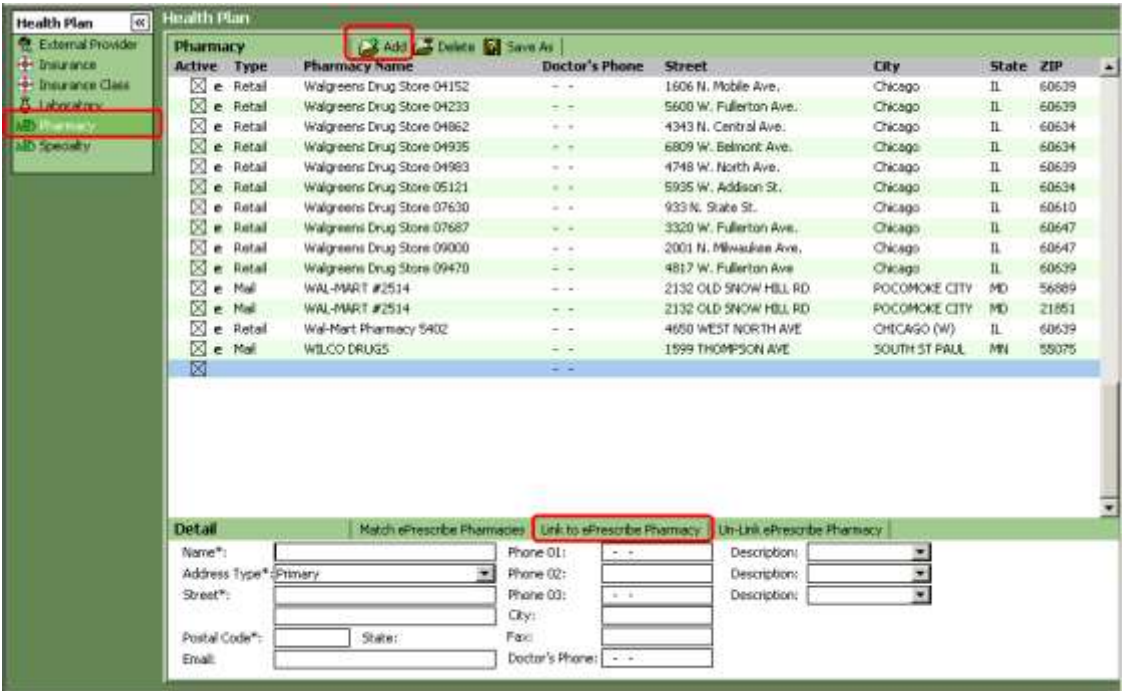 Health Plan «
External Provider
Insurance
Insurance Class
Laboratory
Pharmacy
Specialty
Health Plan
Pharmacy Add Delete Save As
Active Type Pharmacy Name Doctor's Phone Street City State ZIP
e Retail Walgreens Drug Store 04152 - - 1606 N. Mobile Ave. Chicago IL 60639
e Retail Walgreens Drug Store 04233 - - 5600 W. Fullerton Ave. Chicago IL 60639
e Retail Walgreens Drug Store 04862 - - 4343 N. Central Ave. Chicago IL 60634
e Retail Walgreens Drug Store 04935 - - 6809 W. Belmont Ave. Chicago IL 60634
e Retail Walgreens Drug Store 04983 - - 4748 W. North Ave. Chicago IL 60639
e Retail Walgreens Drug Store 05121 - - 5935 W. Addison St. Chicago IL 60634
e Retail Walgreens Drug Store 07630 - - 933 N. State St. Chicago IL 60610
e Retail Walgreens Drug Store 07687 - - 3320 W. Fullerton Ave. Chicago IL 60647
e Retail Walgreens Drug Store 09000 - - 2001 N. Milwaukee Ave. Chicago IL 60647
e Retail Walgreens Drug Store 09470 - - 4817 W. Fullerton Ave Chicago IL 60639
e Mail WAL-MART #2514 - - 2132 OLD SNOW HILL RD POCOMOKE CITY MD 56889
e Mail WAL-MART #2514 - - 2132 OLD SNOW HILL RD POCOMOKE CITY MD 21851
e Retail Wal-Mart Pharmacy 5402 - - 4650 WEST NORTH AVE CHICAGO (W) IL 60639
e Mail WILCO DRUGS - - 1599 THOMPSON AVE SOUTH ST PAUL MN 55075
- -
Detail Match ePrescribe Pharmacies Link to ePrescribe Pharmacy Un-Link ePrescribe Pharmacy
Name*: Phone 01: - - Description:
Address Type*: Primary Phone 02: Description:
Street*: Phone 03: - - Description:
City:
Postal Code*: State: Fax:
Email: Doctor's Phone: - -